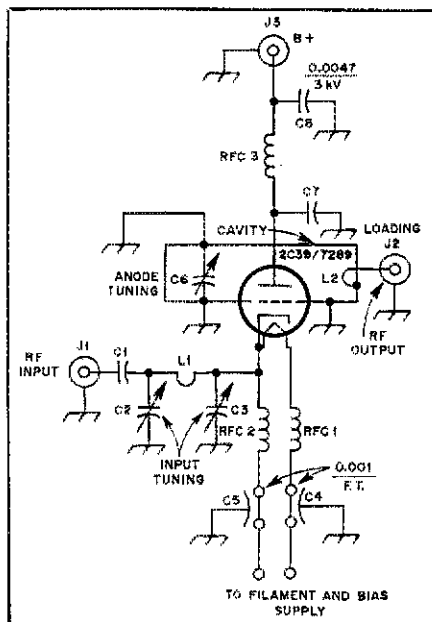 J3
B+
0.0047
3 kV
C8
RFC 3
C7
CAVITY
LOADING
2C39/7289
J2
ANODE
TUNING
C6
L2
RF
OUTPUT
RF
INPUT
J1
C1
L1
C2
C3
INPUT
TUNING
RFC 2
RFC 1
0.001
F.T.
C5
C4
TO FILAMENT AND BIAS
SUPPLY